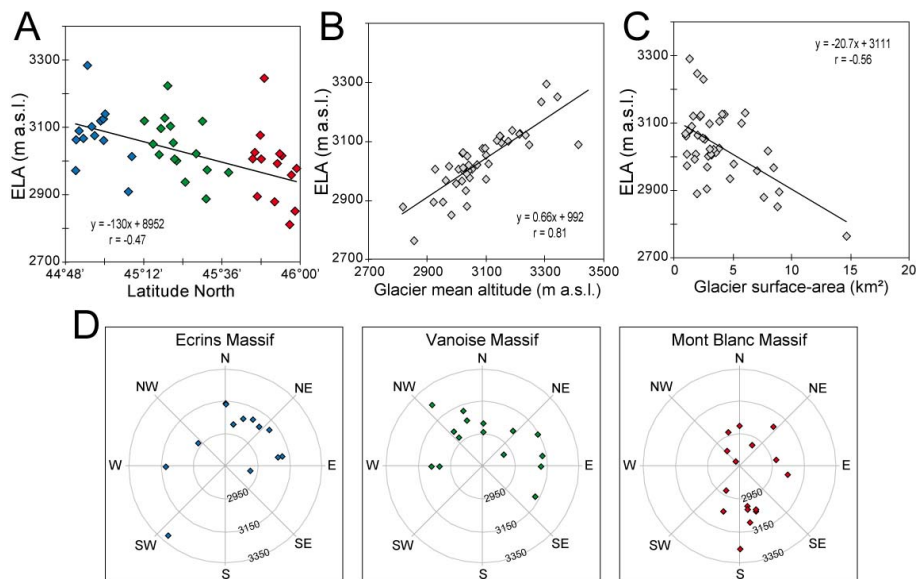 A
ELA (m a.s.l.)
3300
3100
2900
2700
y = -130x + 8952
r = -0.47
44°48' 45°12' 45°36' 46°00'
Latitude North
B
ELA (m a.s.l.)
3300
3100
2900
2700
y = 0.66x + 992
r = 0.81
2700 2900 3100 3300 3500
Glacier mean altitude (m a.s.l.)
C
ELA (m a.s.l.)
3300
3100
2900
2700
y = -20.7x + 3111
r = -0.56
0 5 10 15 20
Glacier surface-area (km²)
D
Ecrins Massif
N
NW NE
W E
2950
3150
3350
SW SE
S
Vanoise Massif
N
NW NE
W E
2950
3150
3350
SW SE
S
Mont Blanc Massif
N
NW NE
W E
2950
3150
3350
SW SE
S